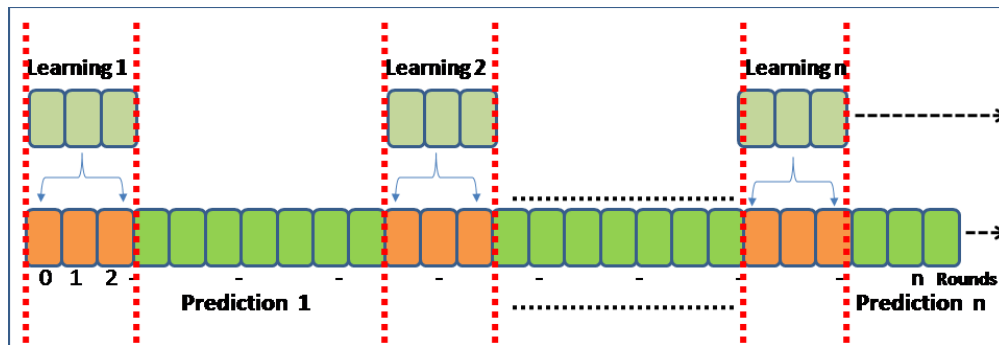 Learning 1 Learning 2 Learning n
0 1 2 - - - - - - - n Rounds
Prediction 1 Prediction n